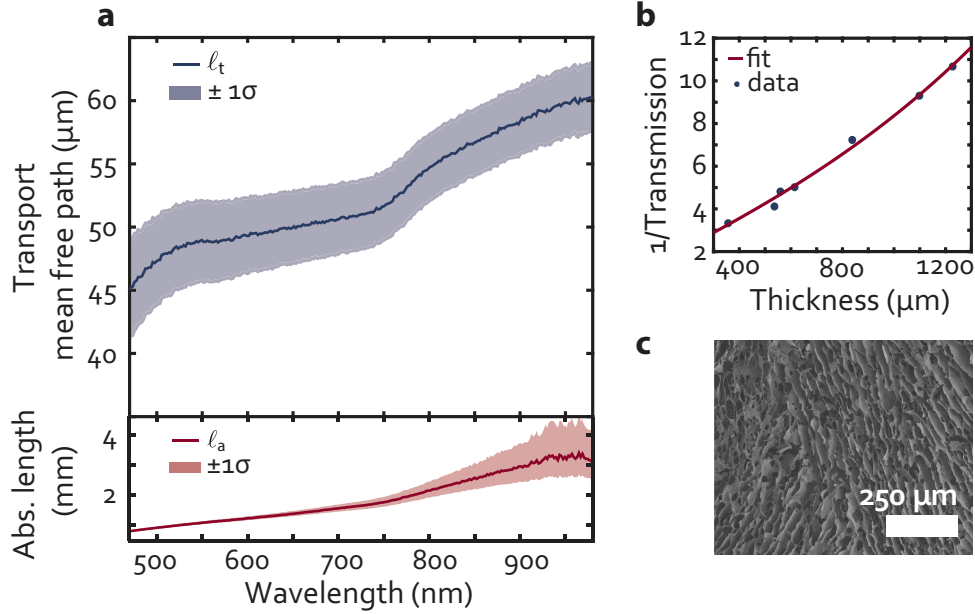 a
60
55
50
45
40
Transport
mean free path (µm)
ℓt
± 1σ
4
2
Abs. length
(mm)
ℓa
±1σ
500
600
700
800
900
Wavelength (nm)
b
12
10
8
6
4
2
1/Transmission
fit
data
400
800
1200
Thickness (µm)
c
250 µm